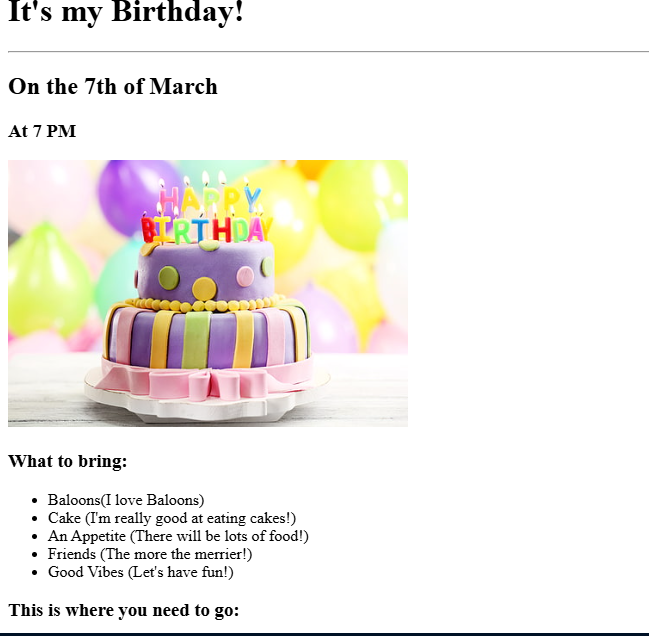 It's my Birthday!
On the 7th of March
At 7 PM
HAPPY
BIRTHDAY
What to bring:
Baloons(I love Baloons)
Cake (I'm really good at eating cakes!)
An Appetite (There will be lots of food!)
Friends (The more the merrier!)
Good Vibes (Let's have fun!)
This is where you need to go: